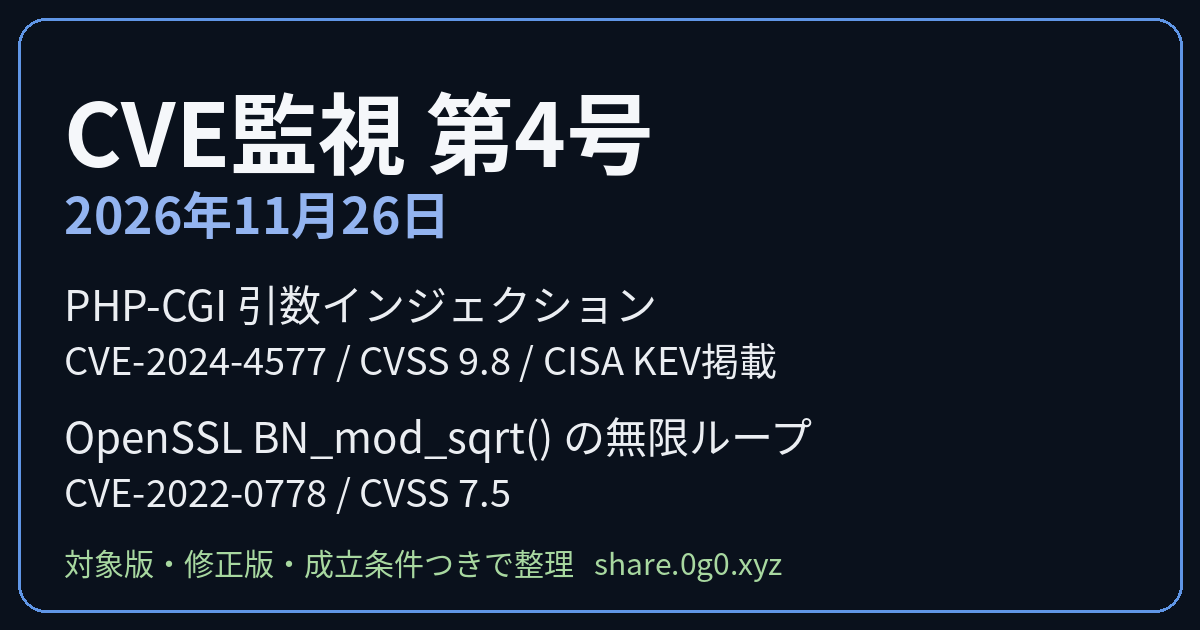 CVE監視 第4号
2026年11月26日
PHP-CGI 引数インジェクション
CVE-2024-4577 / CVSS 9.8 / CISA KEV掲載
OpenSSL BN_mod_sqrt() の無限ループ
CVE-2022-0778 / CVSS 7.5
対象版・修正版・成立条件つきで整理 share.0g0.xyz